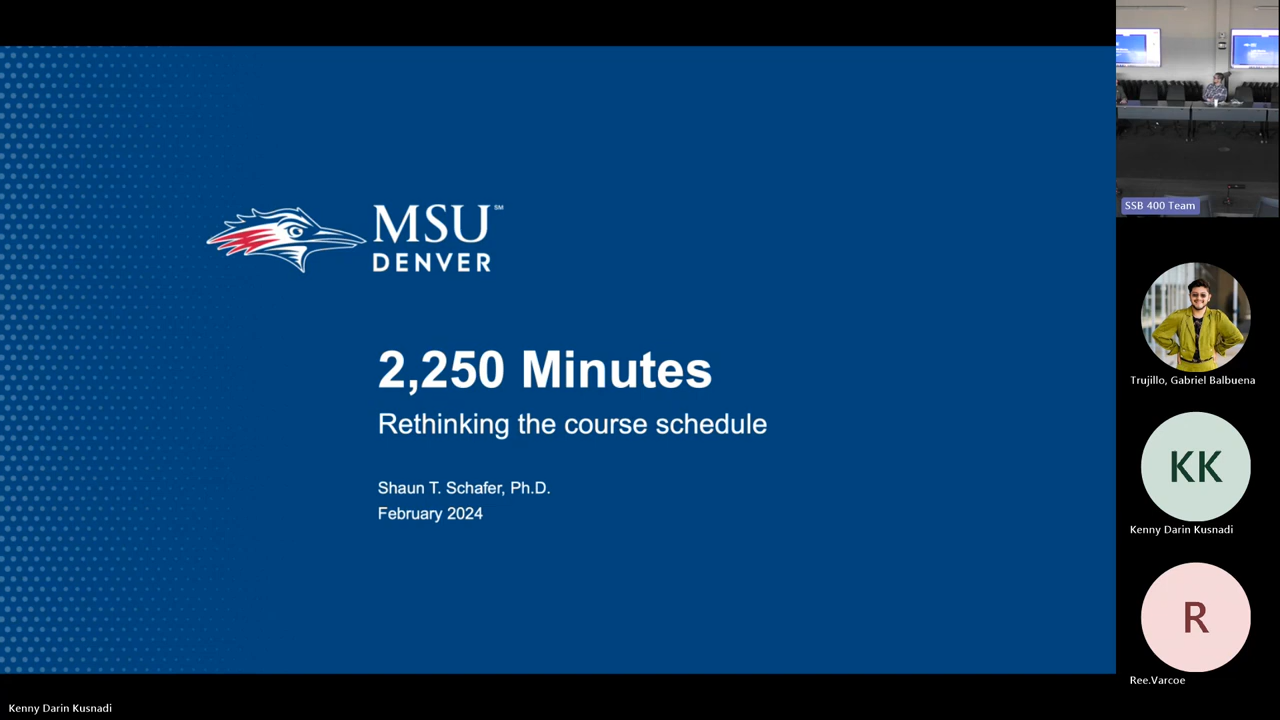 MSU℠
DENVER
2,250 Minutes
Rethinking the course schedule
Shaun T. Schafer, Ph.D.
February 2024
SSB 400 Team
Trujillo, Gabriel Balbuena
KK
Kenny Darin Kusnadi
R
Ree.Varcoe
Kenny Darin Kusnadi